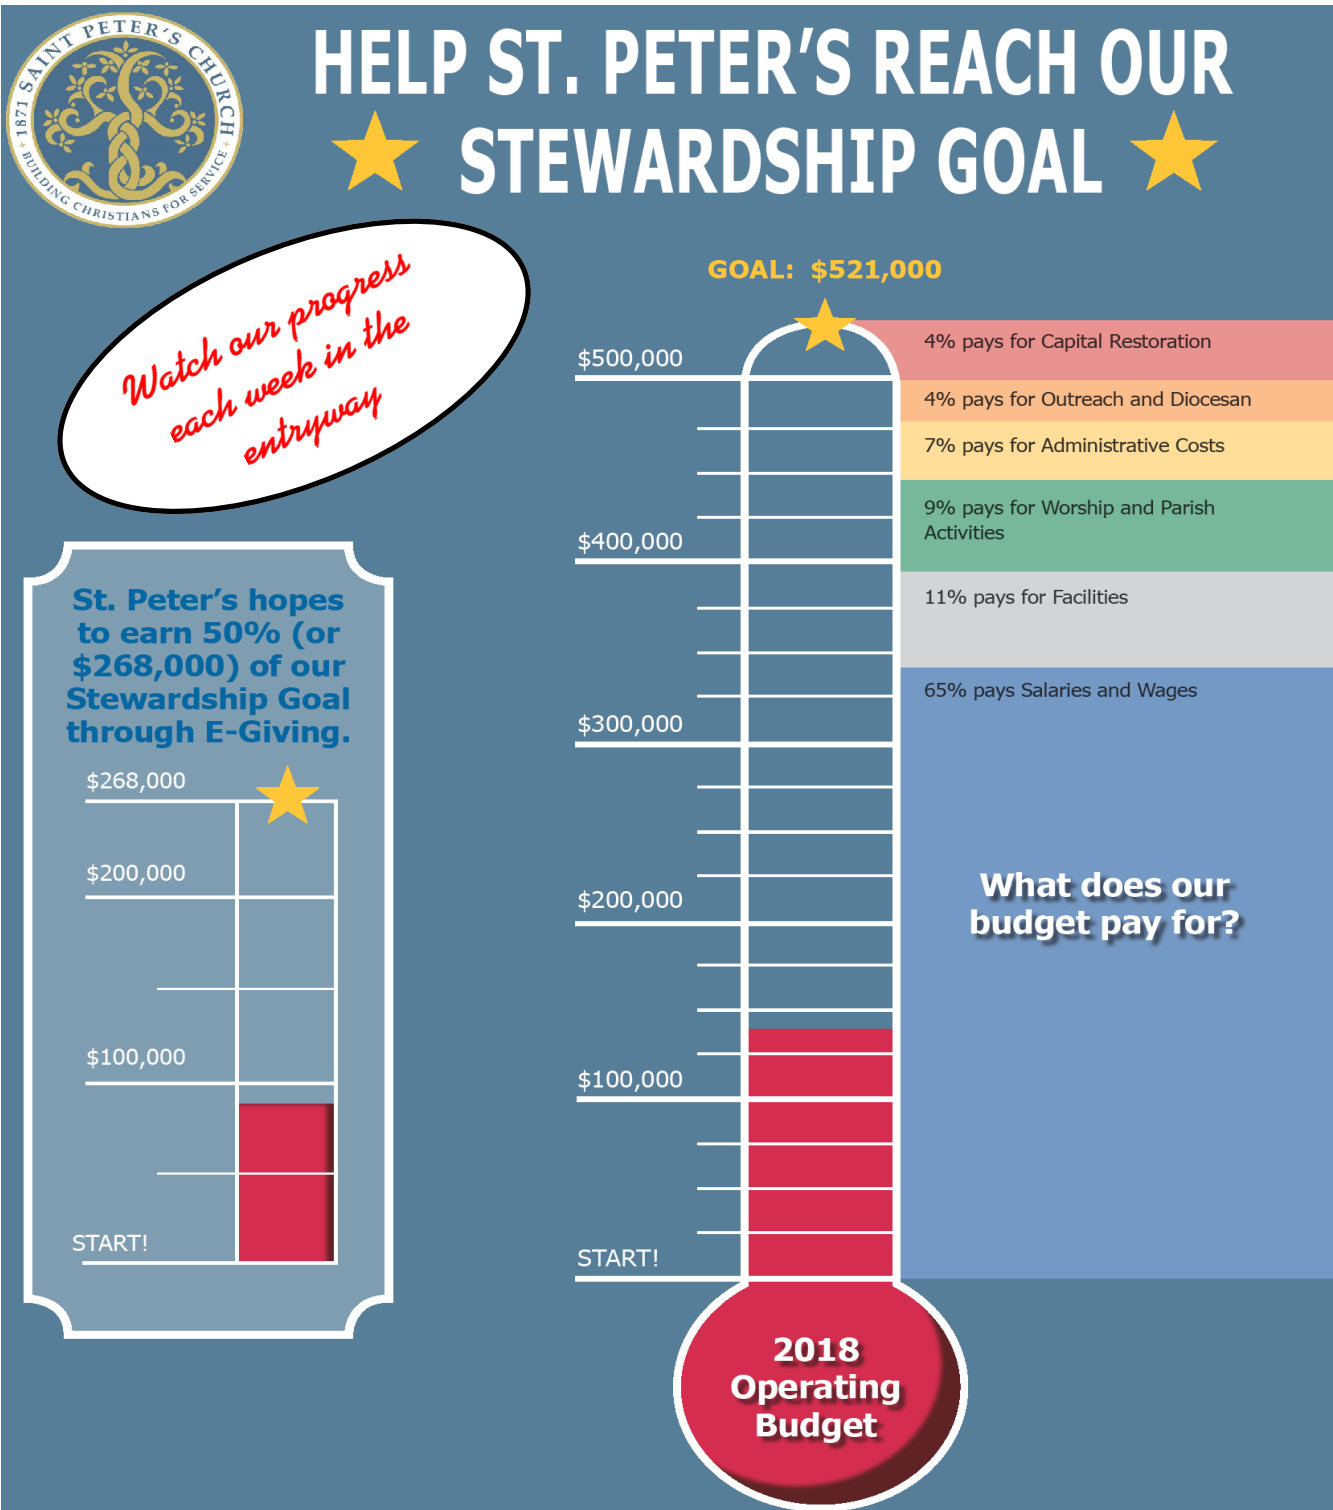 1871 SAINT PETER'S CHURCH
BUILDING CHRISTIANS FOR SERVICE
HELP ST. PETER'S REACH OUR
STEWARDSHIP GOAL
Watch our progress
each week in the
entryway
GOAL:  $521,000
$500,000
$400,000
$300,000
$200,000
$100,000
START!
4% pays for Capital Restoration
4% pays for Outreach and Diocesan
7% pays for Administrative Costs
9% pays for Worship and Parish
Activities
11% pays for Facilities
65% pays Salaries and Wages
What does our
budget pay for?
St. Peter's hopes
to earn 50% (or
$268,000) of our
Stewardship Goal
through E-Giving.
$268,000
$200,000
$100,000
START!
2018
Operating
Budget